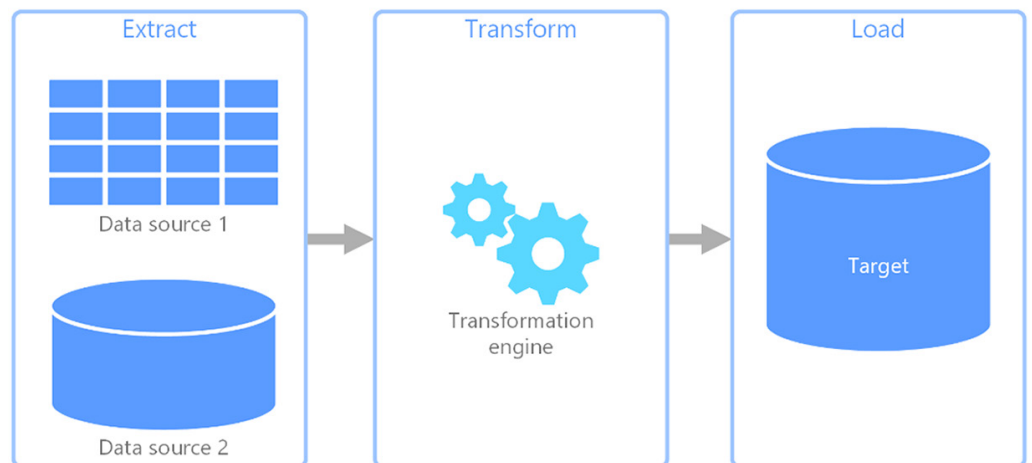 Extract
Data source 1
Data source 2
Transform
Transformation
engine
Load
Target